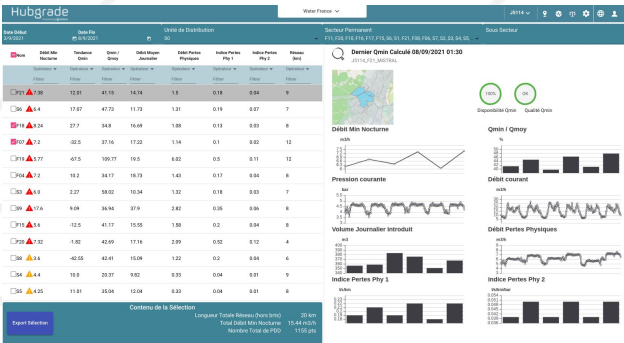 Hubgrade
Water France
JS114
Date Début
3/9/2021
Date Fin
8/9/2021
Unité de Distribution
S0
Secteur Permanent
Sous Secteur
Nom
Débit Min Nocturne
Tendance Qmin
Qmin / Qmoy
Débit Moyen Journalier
Débit Pertes Physiques
Indice Pertes Phy 1
Indice Pertes Phy 2
Réseau (km)
F21 7.38 12.01 41.15 14.74 1.5 0.18 0.04 9
S6 6.4 17.07 47.73 11.73 1.31 0.19 0.07 7
F18 8.24 27.7 34.8 16.69 1.08 0.13 0.03 8
F07 7.2 -32.5 37.16 17.22 1.14 0.1 0.02 12
F19 5.77 -67.5 109.77 19.5 6.02 0.5 0.11 12
F04 7.2 10.2 34.17 18.73 1.43 0.17 0.04 8
S3 6.0 2.27 58.02 10.34 1.32 0.18 0.03 7
S9 17.6 9.09 36.94 37.9 2.82 0.35 0.06 8
F15 5.6 -12.5 41.17 15.55 1.58 0.2 0.04 8
F20 7.32 -1.82 42.69 17.16 2.09 0.52 0.12 4
S8 3.6 -42.55 42.41 15.09 1.22 0.2 0.04 6
S4 4.4 10.0 20.37 9.82 0.33 0.04 0.01 9
S5 4.25 11.01 35.04 12.04 0.33 0.04 0.01 8
Contenu de la Sélection
Export Sélection
Longueur Totale Réseau (hors brts) 20 km
Total Débit Min Nocturne 15.44 m3/h
Nombre Total de PDD 1155 pts
Dernier Qmin Calculé 08/09/2021 01:30
JS114_F21_MISTRAL
100%
OK
Disponibilité Qmin
Qualité Qmin
Débit Min Nocturne
m3/h
Qmin / Qmoy
%
Pression courante
bar
Débit courant
m3/h
Volume Journalier Introduit
m3
Débit Pertes Physiques
m3/h
Indice Pertes Phy 1
Indice Pertes Phy 2